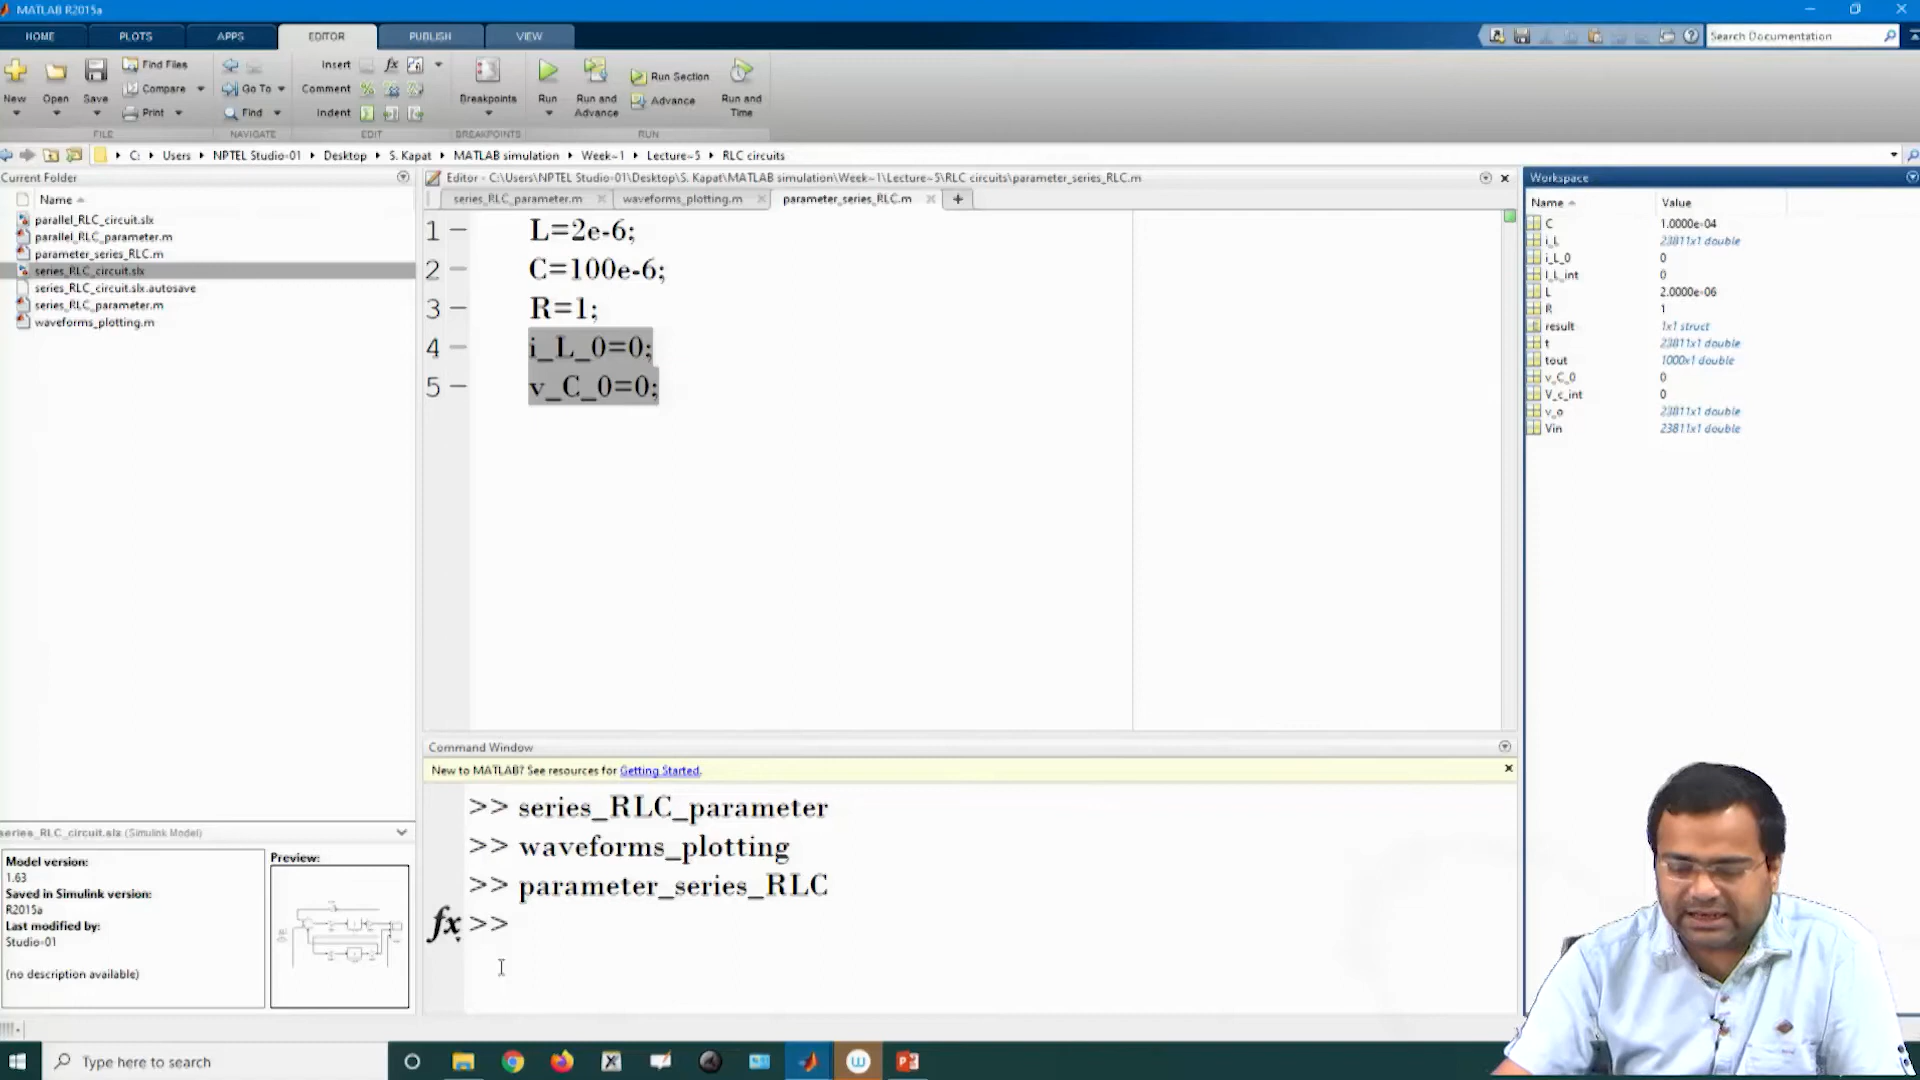 MATLAB R2015a
HOME PLOTS APPS EDITOR PUBLISH VIEW Search Documentation
New Open Save Find Files Compare Print Go To Find Insert Comment Indent Breakpoints Run Run and Advance Run Section Advance Run and Time
FILE NAVIGATE EDIT BREAKPOINTS RUN
C: Users NPTEL Studio-01 Desktop S. Kapat MATLAB simulation Week-1 Lecture-5 RLC circuits
Current Folder
Name
parallel_RLC_circuit.slx
parallel_RLC_parameter.m
parameter_series_RLC.m
series_RLC_circuit.slx
series_RLC_circuit.slx.autosave
series_RLC_parameter.m
waveforms_plotting.m
series_RLC_circuit.slx (Simulink Model)
Model version:
1.63
Saved in Simulink version:
R2015a
Last modified by:
Studio-01
(no description available)
Preview:
Editor - C:\Users\NPTEL Studio-01\Desktop\S. Kapat\MATLAB simulation\Week-1\Lecture-5\RLC circuits\parameter_series_RLC.m
series_RLC_parameter.m waveforms_plotting.m parameter_series_RLC.m
1 L=2e-6;
2 C=100e-6;
3 R=1;
4 i_L_0=0;
5 v_C_0=0;
Command Window
New to MATLAB? See resources for Getting Started.
>> series_RLC_parameter
>> waveforms_plotting
>> parameter_series_RLC
fx >>
Workspace
Name Value
C 1.0000e-04
i_L 23811x1 double
i_L_0 0
I_L_int 0
L 2.0000e-06
R 1
result 1x1 struct
t 23811x1 double
tout 1000x1 double
v_C_0 0
V_c_int 0
v_o 23811x1 double
Vin 23811x1 double
Type here to search